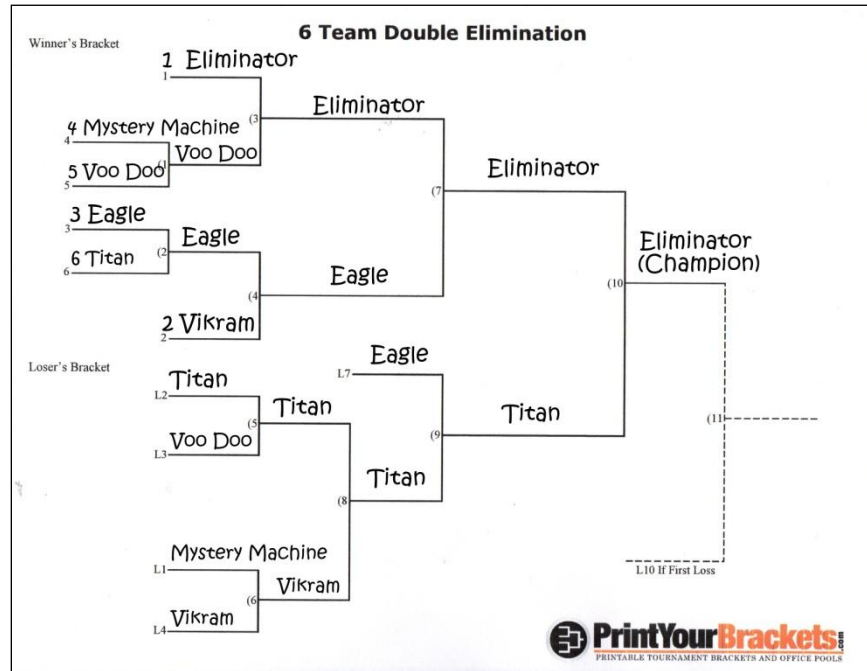 6 Team Double Elimination
Winner's Bracket
1 Eliminator
1
(3
Eliminator
4 Mystery Machine
4
(1
Voo Doo
5 Voo Doo
5
(7
Eliminator
3 Eagle
3
(2
Eagle
6 Titan
6
(4
Eagle
2 Vikram
2
(10
Eliminator
(Champion)
Loser's Bracket
Eagle
L7
Titan
L2
(5
Titan
Voo Doo
L3
(9
Titan
(11
(8
Titan
Mystery Machine
L1
(6
Vikram
Vikram
L4
L10 If First Loss
PrintYourBrackets.com
PRINTABLE TOURNAMENT BRACKETS AND OFFICE POOLS